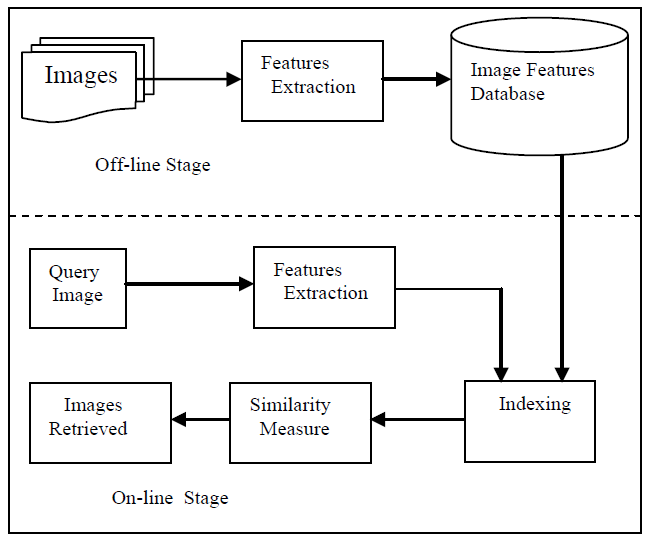 Images
Features
Extraction
Image Features
Database
Off-line Stage
Query
Image
Features
Extraction
Images
Retrieved
Similarity
Measure
Indexing
On-line Stage